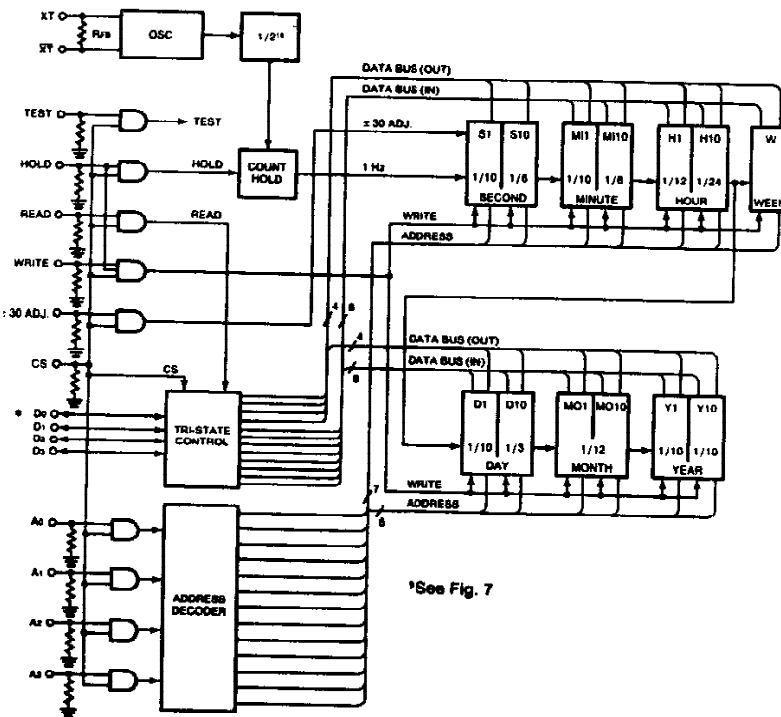 XT
XT
Rfs
OSC
1/2¹⁵
TEST
TEST
HOLD
HOLD
COUNT
HOLD
READ
READ
WRITE
: 30 ADJ.
CS
CS
* D0
D1
D2
D3
TRI-STATE
CONTROL
A0
A1
A2
A3
ADDRESS
DECODER
DATA BUS (OUT)
DATA BUS (IN)
± 30 ADJ.
1 Hz
WRITE
ADDRESS
S1 S10
1/10 1/6
SECOND
MI1 MI10
1/10 1/6
MINUTE
H1 H10
1/12 1/24
HOUR
W
WEEK
4 8
4
8
DATA BUS (OUT)
DATA BUS (IN)
D1 D10
1/10 1/3
DAY
MO1 MO10
1/12
MONTH
Y1 Y10
1/10 1/10
YEAR
WRITE
ADDRESS
7
6
*See Fig. 7